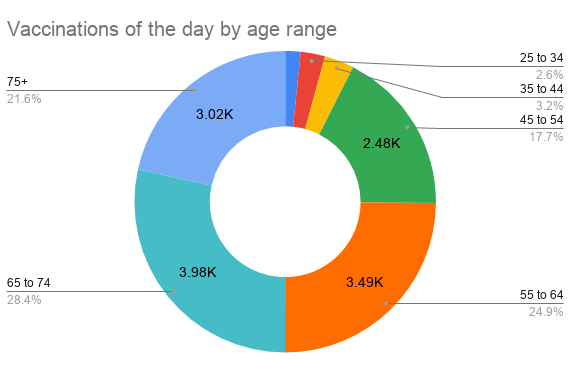 Vaccinations of the day by age range
25 to 34
2.6%
35 to 44
3.2%
45 to 54
17.7%
75+
21.6%
3.02K
2.48K
3.98K
3.49K
65 to 74
28.4%
55 to 64
24.9%